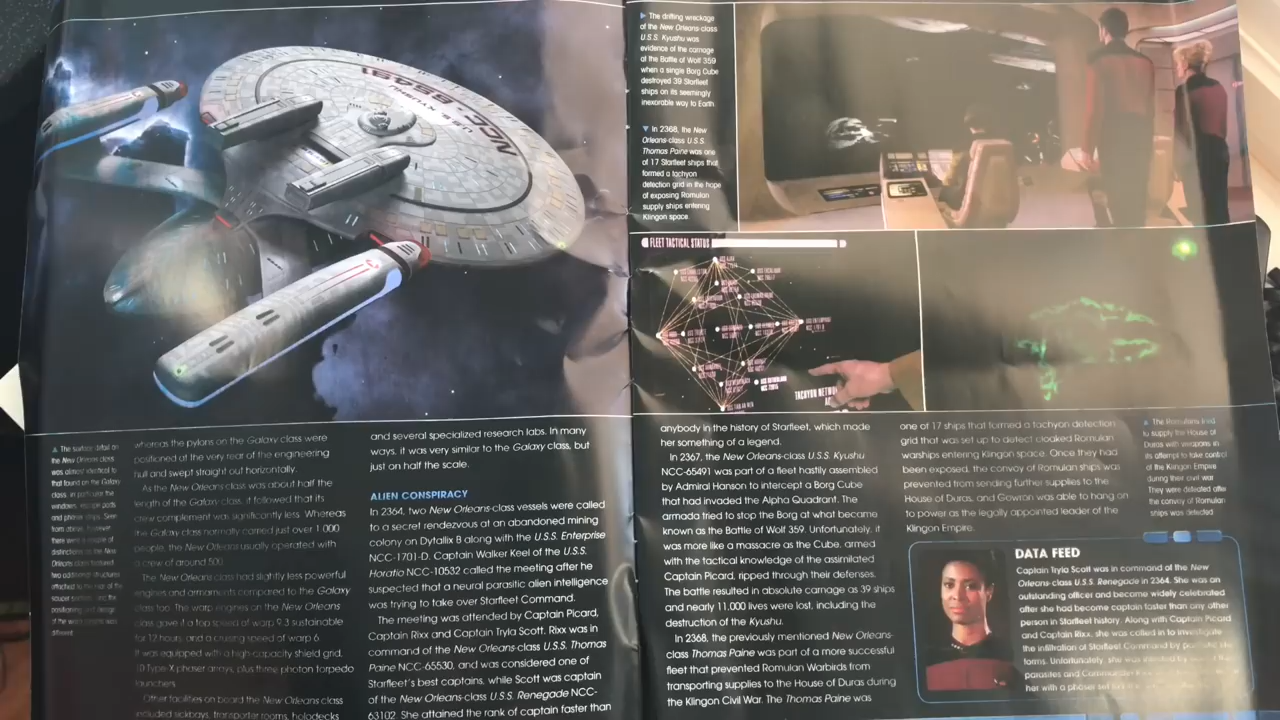 NCC-65491
U.S.S. KYUSHU
▲ The surface detail on
the New Orleans class
was almost identical to
that found on the Galaxy
class, in particular the
windows, escape pods
and phaser strips. Seen
from above, however,
there were a couple of
distinctions as the New
Orleans class featured
two additional structures
attached to the rear of the
saucer section, and the
positioning and design
of the warp pylons was
different.
whereas the pylons on the Galaxy class were
positioned at the very rear of the engineering
hull and swept straight out horizontally.
As the New Orleans class was about half the
length of the Galaxy class, it followed that its
crew complement was significantly less. Whereas
the Galaxy class normally carried just over 1,000
people, the New Orleans usually operated with
a crew of around 500.
The New Orleans class had slightly less powerful
engines and armaments compared to the Galaxy
class too. The warp engines on the New Orleans
class gave it a top speed of warp 9.3 sustainable
for 12 hours, and a cruising speed of warp 6.
It was equipped with a high-capacity shield grid,
10 Type-X phaser arrays, plus three photon torpedo
launchers.
Other facilities on board the New Orleans class
included sickbays, transporter rooms, holodecks
and several specialized research labs. In many
ways, it was very similar to the Galaxy class, but
just on half the scale.
ALIEN CONSPIRACY
In 2364, two New Orleans-class vessels were called
to a secret rendezvous at an abandoned mining
colony on Dytallix B along with the U.S.S. Enterprise
NCC-1701-D. Captain Walker Keel of the U.S.S.
Horatio NCC-10532 called the meeting after he
suspected that a neural parasitic alien intelligence
was trying to take over Starfleet Command.
The meeting was attended by Captain Picard,
Captain Rixx and Captain Tryla Scott. Rixx was in
command of the New Orleans-class U.S.S. Thomas
Paine NCC-65530, and was considered one of
Starfleet's best captains, while Scott was captain
of the New Orleans-class U.S.S. Renegade NCC-
63102. She attained the rank of captain faster than
▶ The drifting wreckage
of the New Orleans-class
U.S.S. Kyushu was
evidence of the carnage
at the Battle of Wolf 359
when a single Borg Cube
destroyed 39 Starfleet
ships on its seemingly
inexorable way to Earth.
▼ In 2368, the New
Orleans-class U.S.S.
Thomas Paine was one
of 17 Starfleet ships that
formed a tachyon
detection grid in the hope
of exposing Romulan
supply ships entering
Klingon space.
FLEET TACTICAL STATUS
TACHYON NETWORK
anybody in the history of Starfleet, which made
her something of a legend.
In 2367, the New Orleans-class U.S.S. Kyushu
NCC-65491 was part of a fleet hastily assembled
by Admiral Hanson to intercept a Borg Cube
that had invaded the Alpha Quadrant. The
armada tried to stop the Borg at what became
known as the Battle of Wolf 359. Unfortunately, it
was more like a massacre as the Cube, armed
with the tactical knowledge of the assimilated
Captain Picard, ripped through their defenses.
The battle resulted in absolute carnage as 39 ships
and nearly 11,000 lives were lost, including the
destruction of the Kyushu.
In 2368, the previously mentioned New Orleans-
class Thomas Paine was part of a more successful
fleet that prevented Romulan Warbirds from
transporting supplies to the House of Duras during
the Klingon Civil War. The Thomas Paine was
one of 17 ships that formed a tachyon detection
grid that was set up to detect cloaked Romulan
warships entering Klingon space. Once they had
been exposed, the convoy of Romulan ships was
prevented from sending further supplies to the
House of Duras, and Gowron was able to hang on
to power as the legally appointed leader of the
Klingon Empire.
▲ The Romulans tried
to supply the House of
Duras with weapons in
its attempt to take control
of the Klingon Empire
during their civil war.
They were defeated after
the convoy of Romulan
ships was detected.
DATA FEED
Captain Tryla Scott was in command of the New
Orleans-class U.S.S. Renegade in 2364. She was an
outstanding officer and become widely celebrated
after she had become captain faster than any other
person in Starfleet history. Along with Captain Picard
and Captain Rixx, she was called in to investigate
the infiltration of Starfleet Command by parasitic life
forms. Unfortunately, she was
parasites and Commander
her with a phaser set